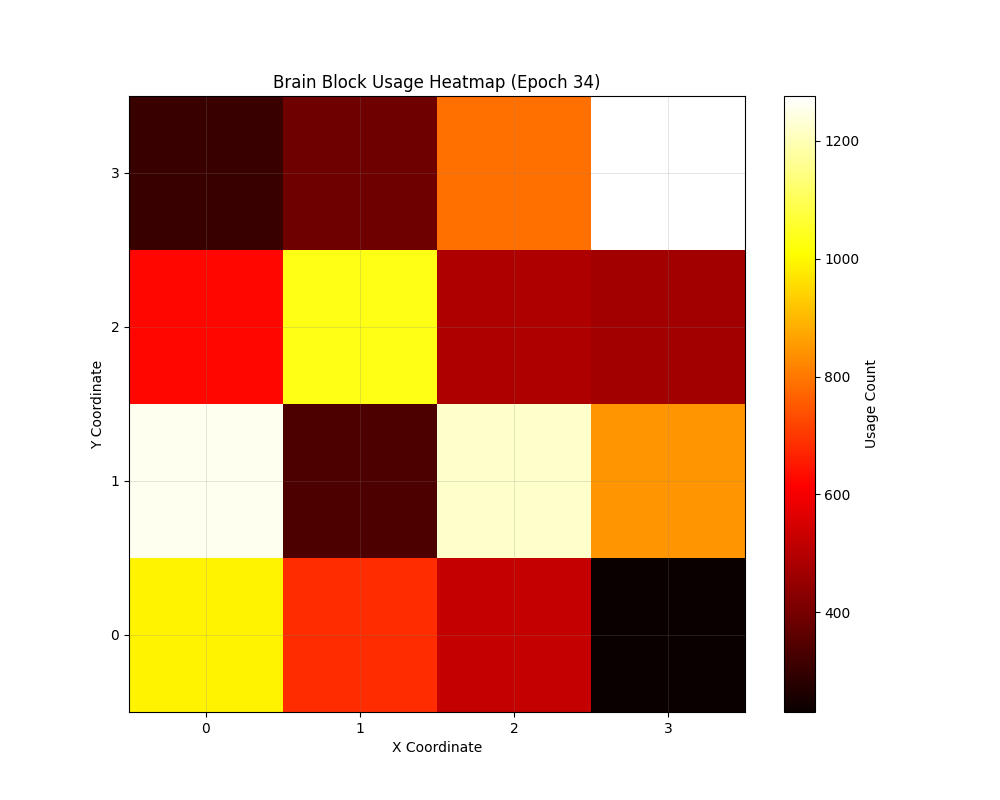 Brain Block Usage Heatmap (Epoch 34)
3
2
1
0
Y Coordinate
0 1 2 3
X Coordinate
1200
1000
800
600
400
Usage Count